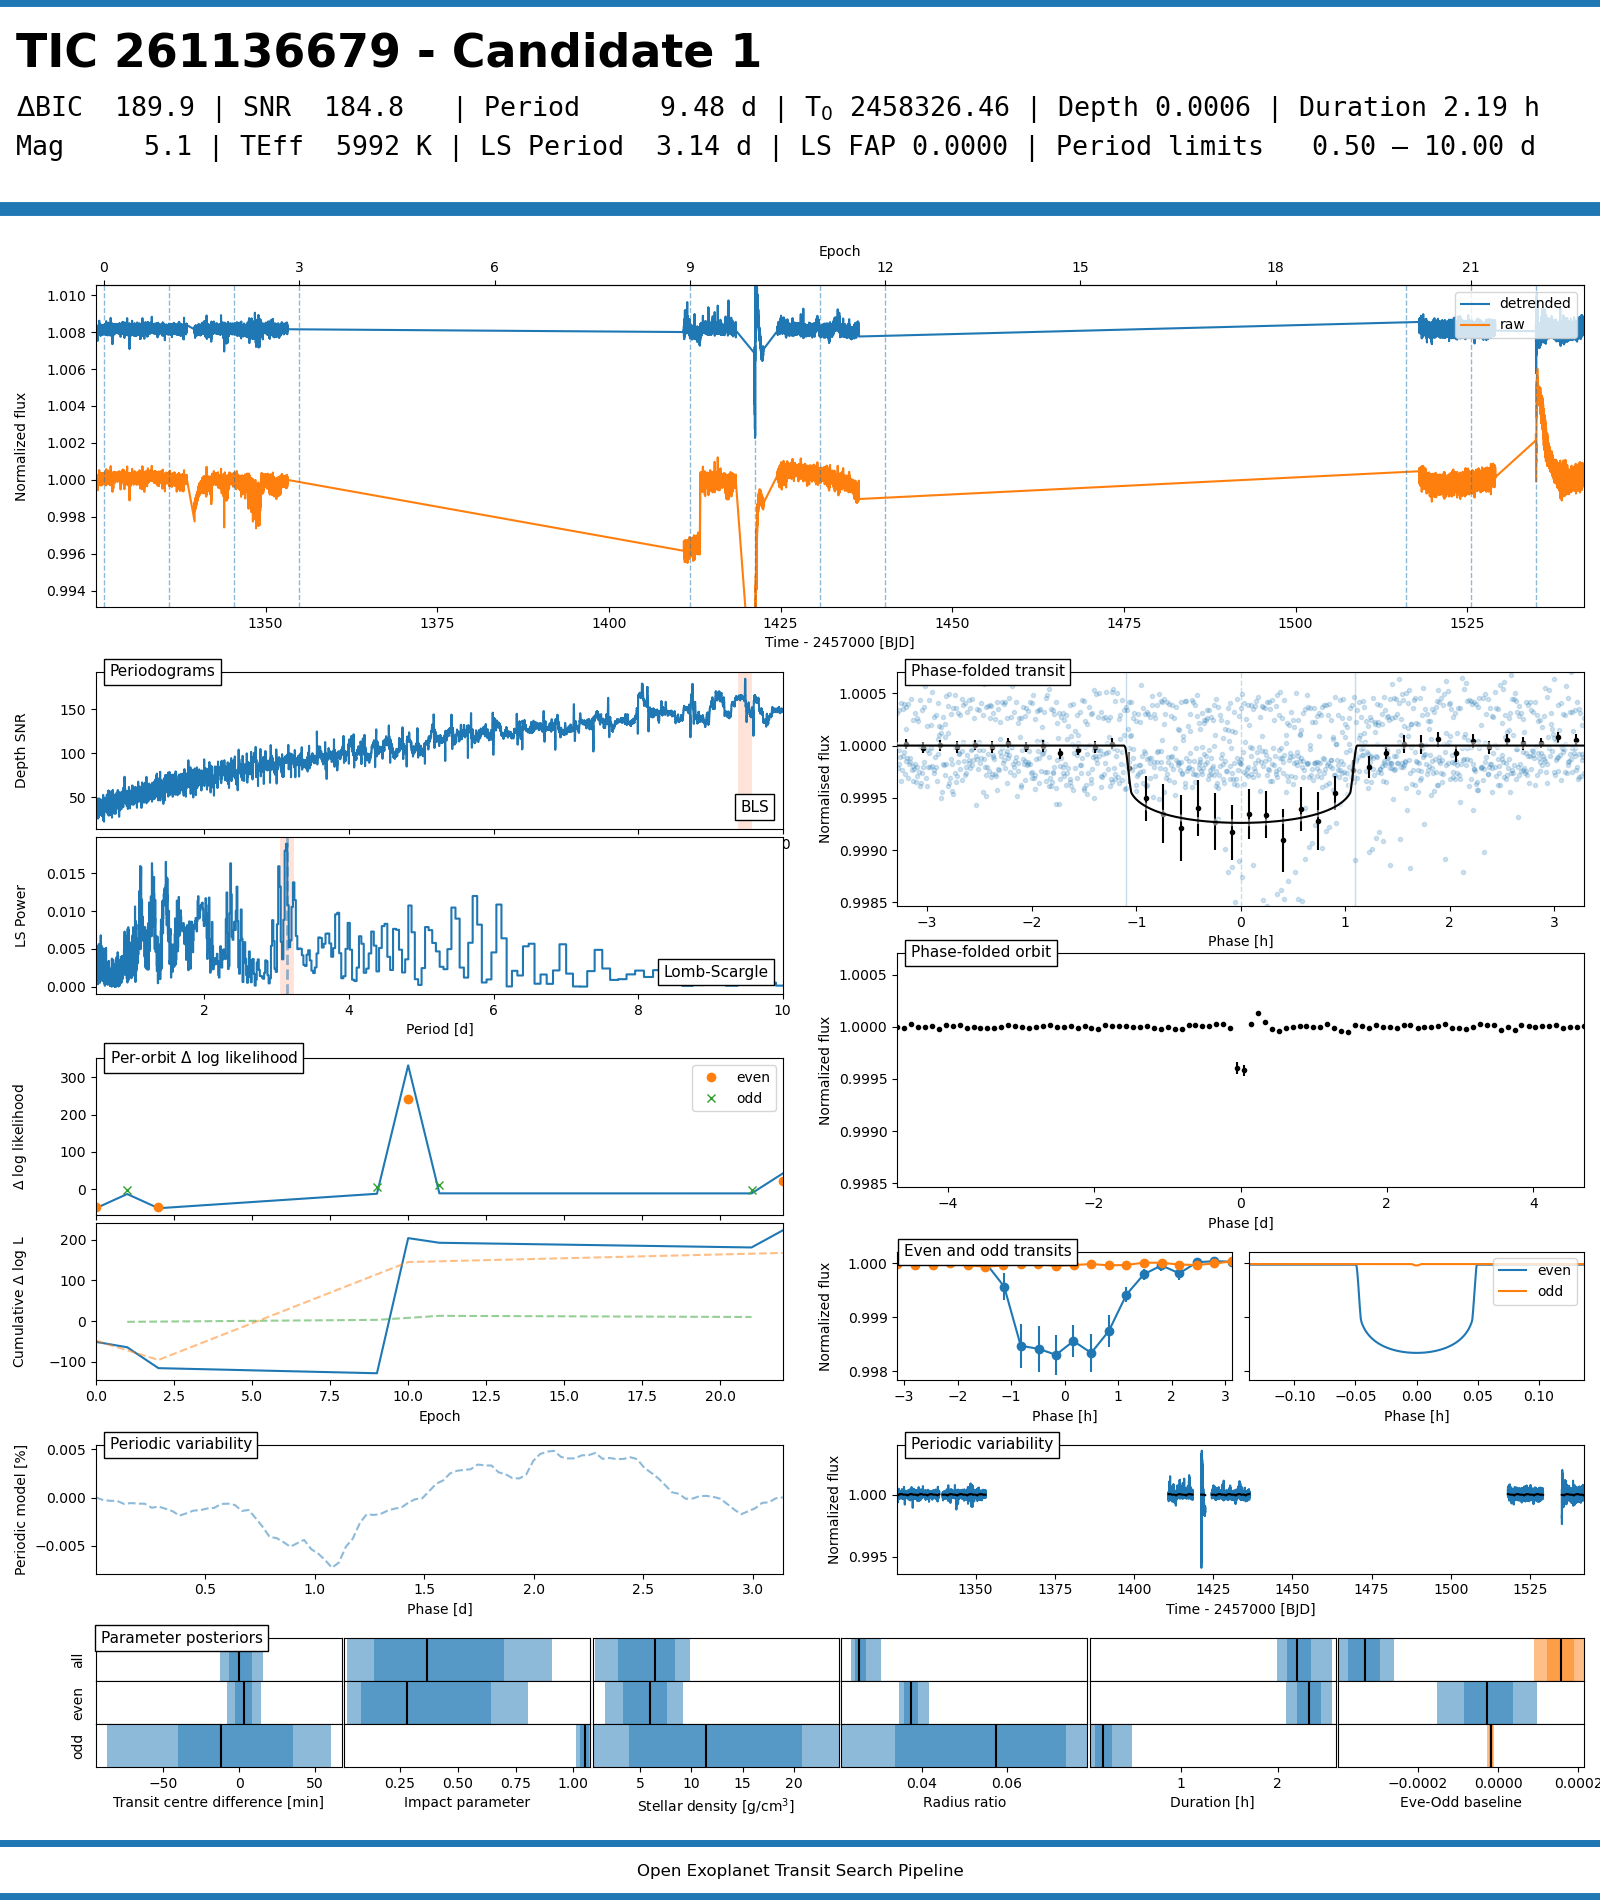 TIC 261136679 - Candidate 1
ΔBIC 189.9 | SNR 184.8 | Period 9.48 d | T0 2458326.46 | Depth 0.0006 | Duration 2.19 h
Mag 5.1 | TEff 5992 K | LS Period 3.14 d | LS FAP 0.0000 | Period limits 0.50 — 10.00 d
Epoch
0 3 6 9 12 15 18 21
1.010
1.008
1.006
1.004
1.002
1.000
0.998
0.996
0.994
Normalized flux
detrended
raw
1350 1375 1400 1425 1450 1475 1500 1525
Time - 2457000 [BJD]
Periodograms
150
100
50
Depth SNR
BLS
0
0.015
0.010
0.005
0.000
LS Power
Lomb-Scargle
2 4 6 8 10
Period [d]
Phase-folded transit
1.0005
1.0000
0.9995
0.9990
0.9985
Normalised flux
−3 −2 −1 0 1 2 3
Phase [h]
Phase-folded orbit
1.0005
1.0000
0.9995
0.9990
0.9985
Normalized flux
−4 −2 0 2 4
Phase [d]
Per-orbit Δ log likelihood
300
200
100
0
Δ log likelihood
even
odd
200
100
0
−100
Cumulative Δ log L
0.0 2.5 5.0 7.5 10.0 12.5 15.0 17.5 20.0
Epoch
Even and odd transits
1.000
0.999
0.998
Normalized flux
−3 −2 −1 0 1 2 3
Phase [h]
even
odd
−0.10 −0.05 0.00 0.05 0.10
Phase [h]
Periodic variability
0.005
0.000
−0.005
Periodic model [%]
0.5 1.0 1.5 2.0 2.5 3.0
Phase [d]
Periodic variability
1.000
0.995
Normalized flux
1350 1375 1400 1425 1450 1475 1500 1525
Time - 2457000 [BJD]
Parameter posteriors
all
even
odd
−50 0 50
Transit centre difference [min]
0.25 0.50 0.75 1.00
Impact parameter
5 10 15 20
Stellar density [g/cm³]
0.04 0.06
Radius ratio
1 2
Duration [h]
−0.0002 0.0000 0.0002
Eve-Odd baseline
Open Exoplanet Transit Search Pipeline